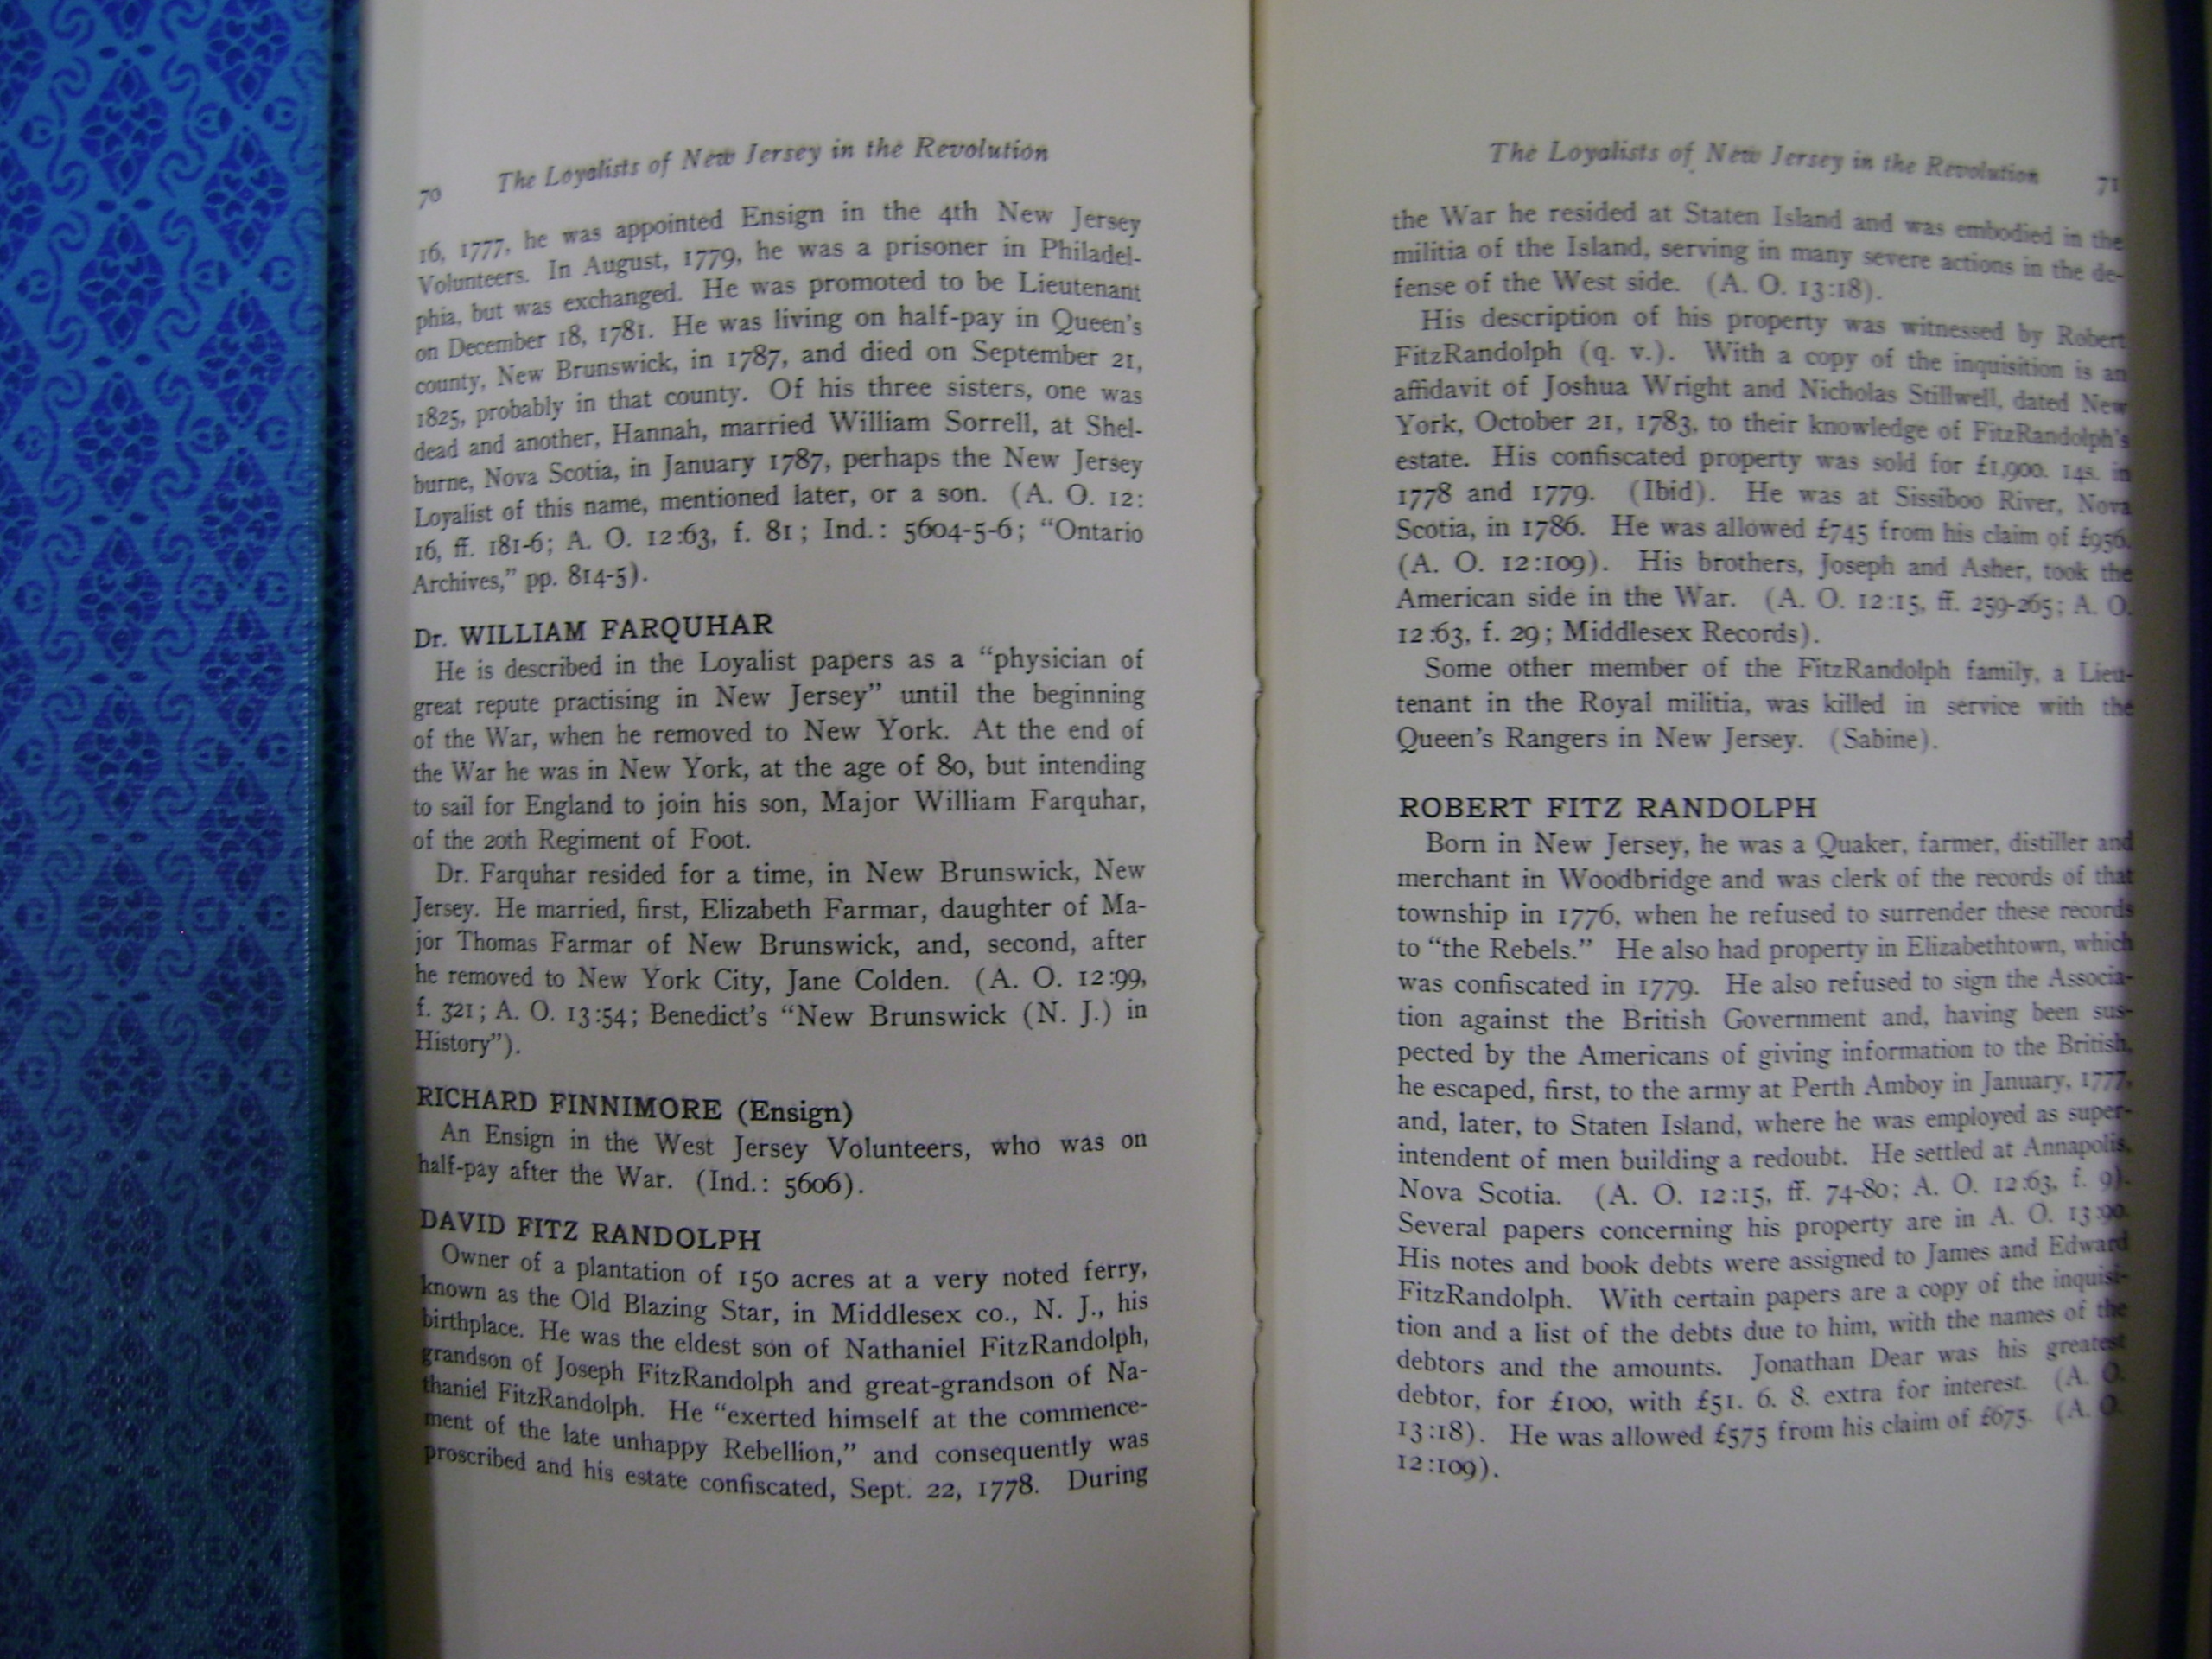 70 The Loyalists of New Jersey in the Revolution
16, 1777, he was appointed Ensign in the 4th New Jersey
Volunteers. In August, 1779, he was a prisoner in Philadel-
phia, but was exchanged. He was promoted to be Lieutenant
on December 18, 1781. He was living on half-pay in Queen's
county, New Brunswick, in 1787, and died on September 21,
1825, probably in that county. Of his three sisters, one was
dead and another, Hannah, married William Sorrell, at Shel-
burne, Nova Scotia, in January 1787, perhaps the New Jersey
Loyalist of this name, mentioned later, or a son. (A. O. 12:
16, ff. 181-6; A. O. 12:63, f. 81; Ind.: 5604-5-6; “Ontario
Archives,” pp. 814-5).
Dr. WILLIAM FARQUHAR
He is described in the Loyalist papers as a “physician of
great repute practising in New Jersey” until the beginning
of the War, when he removed to New York. At the end of
the War he was in New York, at the age of 80, but intending
to sail for England to join his son, Major William Farquhar,
of the 20th Regiment of Foot.
Dr. Farquhar resided for a time, in New Brunswick, New
Jersey. He married, first, Elizabeth Farmar, daughter of Ma-
jor Thomas Farmar of New Brunswick, and, second, after
he removed to New York City, Jane Colden. (A. O. 12:99,
f. 321; A. O. 13:54; Benedict's “New Brunswick (N. J.) in
History”).
RICHARD FINNIMORE (Ensign)
An Ensign in the West Jersey Volunteers, who was on
half-pay after the War. (Ind.: 5606).
DAVID FITZ RANDOLPH
Owner of a plantation of 150 acres at a very noted ferry,
known as the Old Blazing Star, in Middlesex co., N. J., his
birthplace. He was the eldest son of Nathaniel FitzRandolph,
grandson of Joseph FitzRandolph and great-grandson of Na-
thaniel FitzRandolph. He “exerted himself at the commence-
ment of the late unhappy Rebellion,” and consequently was
proscribed and his estate confiscated, Sept. 22, 1778. During
The Loyalists of New Jersey in the Revolution 71
the War he resided at Staten Island and was embodied in the
militia of the Island, serving in many severe actions in the de-
fense of the West side. (A. O. 13:18).
His description of his property was witnessed by Robert
FitzRandolph (q. v.). With a copy of the inquisition is an
affidavit of Joshua Wright and Nicholas Stillwell, dated New
York, October 21, 1783, to their knowledge of FitzRandolph's
estate. His confiscated property was sold for £1,900. 14s. in
1778 and 1779. (Ibid). He was at Sissiboo River, Nova
Scotia, in 1786. He was allowed £745 from his claim of £956.
(A. O. 12:109). His brothers, Joseph and Asher, took the
American side in the War. (A. O. 12:15, ff. 259-265; A. O.
12:63, f. 29; Middlesex Records).
Some other member of the FitzRandolph family, a Lieu-
tenant in the Royal militia, was killed in service with the
Queen's Rangers in New Jersey. (Sabine).
ROBERT FITZ RANDOLPH
Born in New Jersey, he was a Quaker, farmer, distiller and
merchant in Woodbridge and was clerk of the records of that
township in 1776, when he refused to surrender these records
to “the Rebels.” He also had property in Elizabethtown, which
was confiscated in 1779. He also refused to sign the Associa-
tion against the British Government and, having been sus-
pected by the Americans of giving information to the British,
he escaped, first, to the army at Perth Amboy in January, 1777,
and, later, to Staten Island, where he was employed as super-
intendent of men building a redoubt. He settled at Annapolis,
Nova Scotia. (A. O. 12:15, ff. 74-80; A. O. 12:63, f. 9).
Several papers concerning his property are in A. O. 13:90.
His notes and book debts were assigned to James and Edward
FitzRandolph. With certain papers are a copy of the inquisi-
tion and a list of the debts due to him, with the names of the
debtors and the amounts. Jonathan Dear was his greatest
debtor, for £100, with £51. 6. 8. extra for interest. (A. O.
13:18). He was allowed £575 from his claim of £675. (A. O.
12:109).